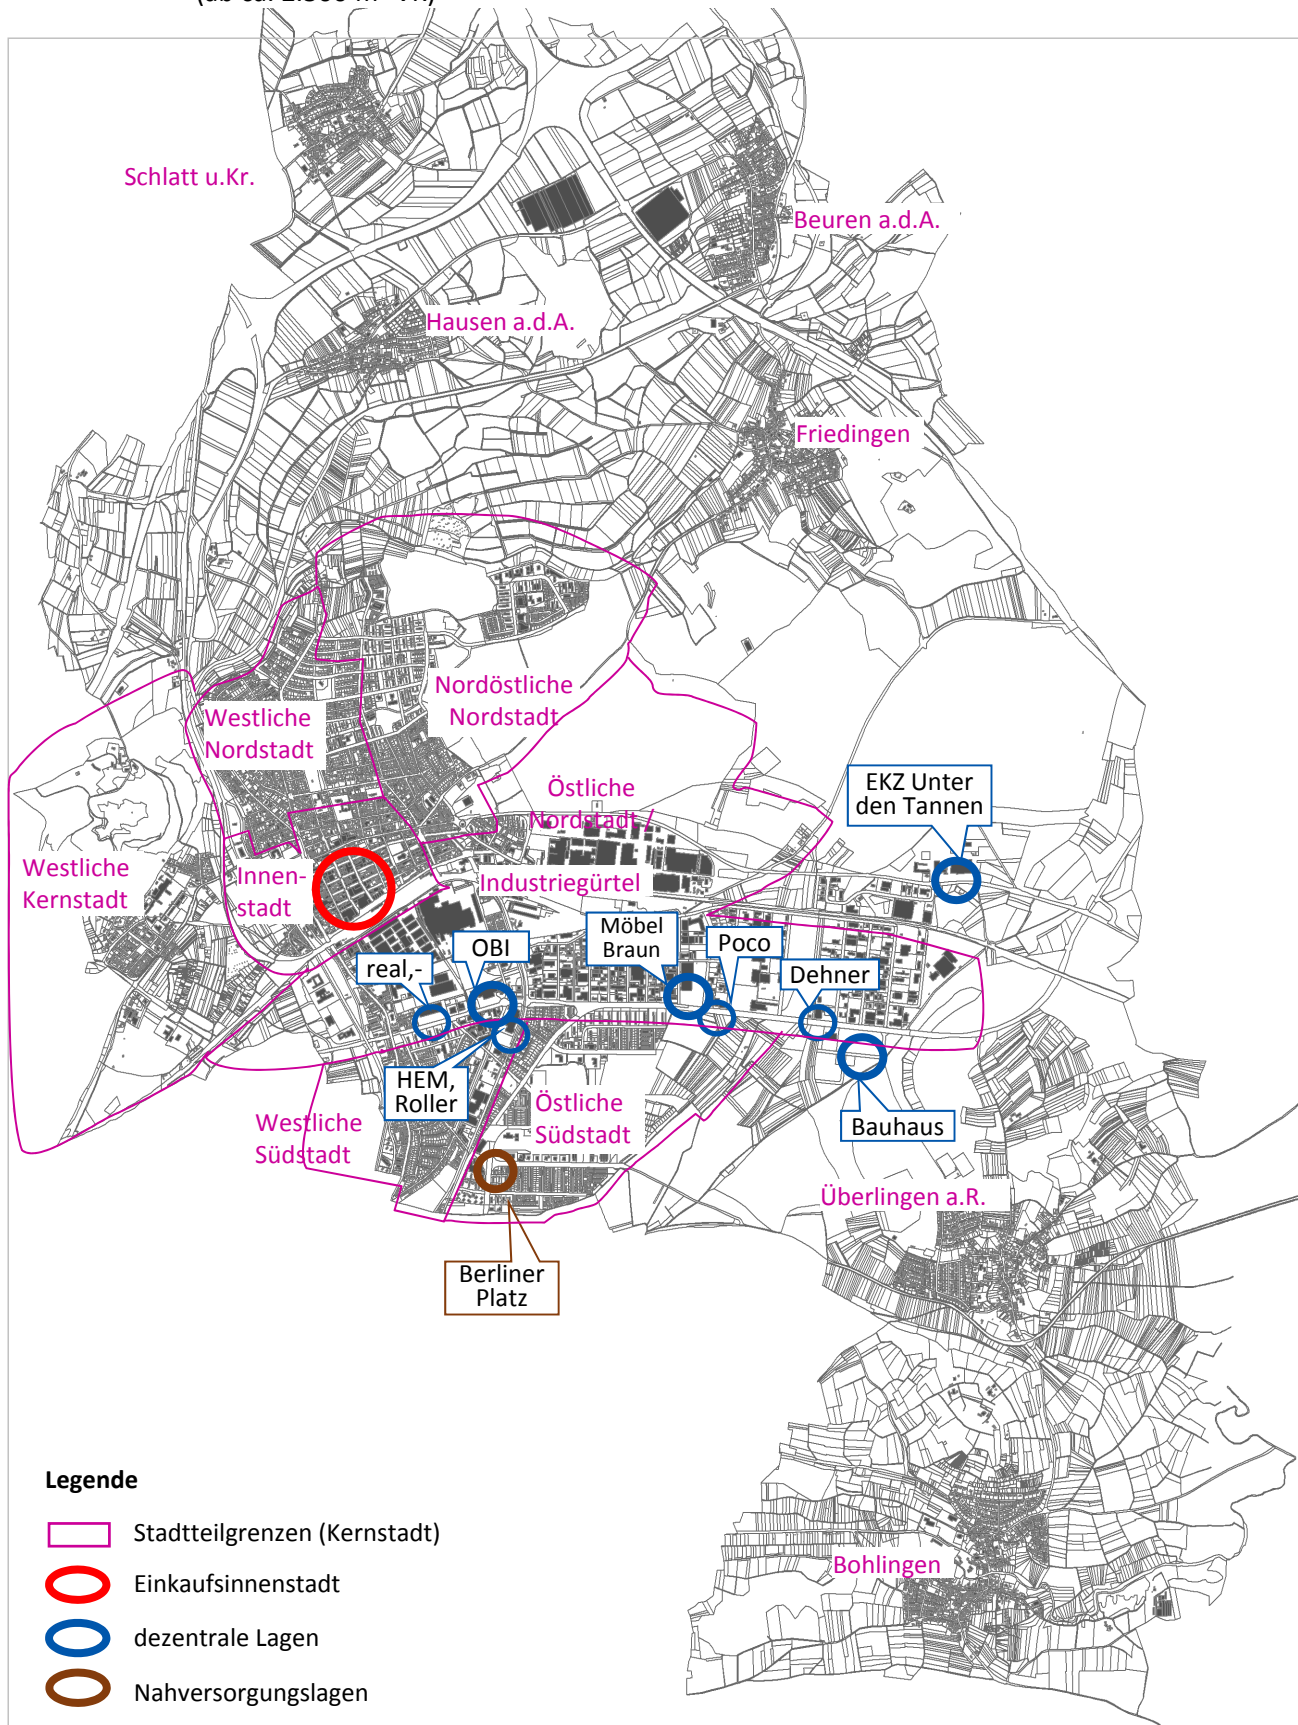 Schlatt u.Kr.
Beuren a.d.A.
Hausen a.d.A.
Friedingen
Nordöstliche
Nordstadt
Westliche
Nordstadt
EKZ Unter
den Tannen
Östliche
Nordstadt /
Industriegürtel
Westliche
Kernstadt
Innen-
stadt
Möbel
Braun
Poco
OBI
real,-
Dehner
HEM,
Roller
Östliche
Südstadt
Westliche
Südstadt
Bauhaus
Überlingen a.R.
Berliner
Platz
Bohlingen
Legende
Stadtteilgrenzen (Kernstadt)
Einkaufsinnenstadt
dezentrale Lagen
Nahversorgungslagen